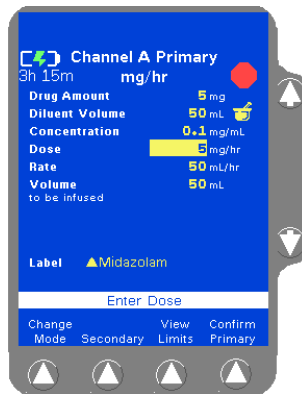 Channel A Primary
3h 15m mg/hr
Drug Amount 5 mg
Diluent Volume 50 mL
Concentration 0.1 mg/mL
Dose 5 mg/hr
Rate 50 mL/hr
Volume 50 mL
to be infused
Label Midazolam
Enter Dose
Change View Confirm
Mode Secondary Limits Primary